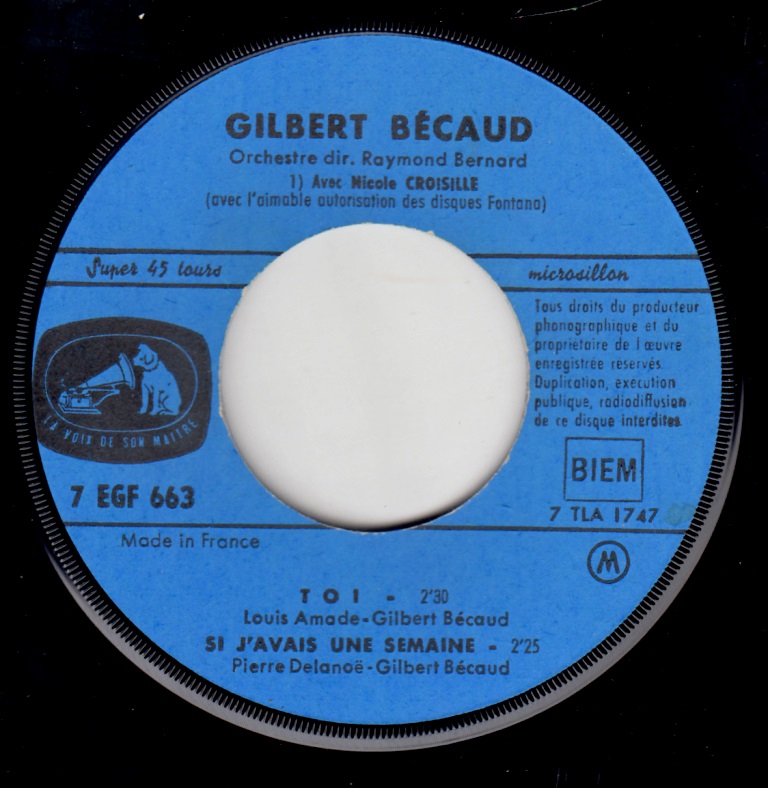 GILBERT BÉCAUD
Orchestre dir. Raymond Bernard
1) Avec Nicole CROISILLE
(avec l'aimable autorisation des disques Fontana)
Super 45 tours
microsillon
Tous droits du producteur
phonographique et du
propriétaire de l œuvre
enregistrée réservés.
Duplication, exécution
publique, radiodiffusion
de ce disque interdites
LA VOIX DE SON MAITRE
BIEM
7 EGF 663
7 TLA 1747
Made in France
M
TOI - 2'30
Louis Amade-Gilbert Bécaud
SI J'AVAIS UNE SEMAINE - 2'25
Pierre Delanoë-Gilbert Bécaud